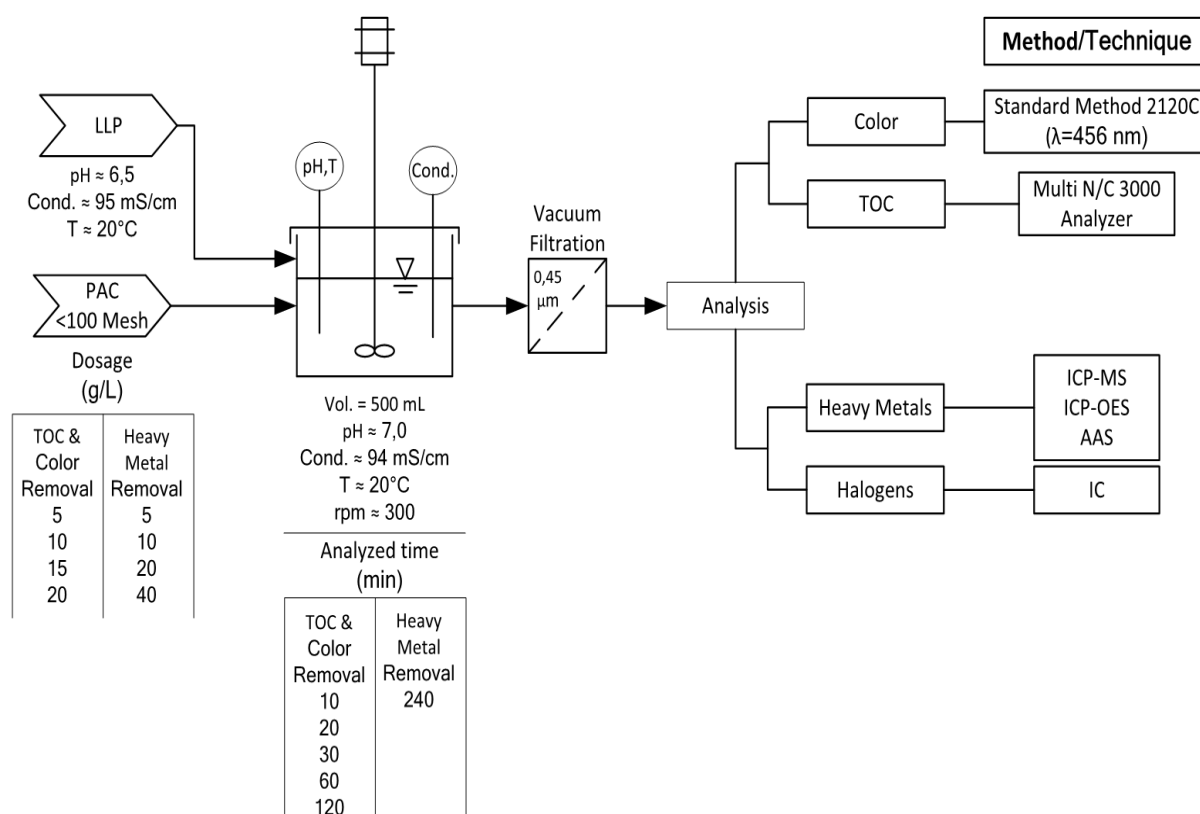 Method/Technique
LLP
pH ≈ 6,5
Cond. ≈ 95 mS/cm
T ≈ 20°C
PAC
<100 Mesh
Dosage
(g/L)
TOC & Heavy
Color Metal
Removal Removal
5 5
10 10
15 20
20 40
pH,T
Cond.
Vol. = 500 mL
pH ≈ 7,0
Cond. ≈ 94 mS/cm
T ≈ 20°C
rpm ≈ 300
Analyzed time
(min)
TOC & Heavy
Color Metal
Removal Removal
10 240
20
30
60
120
Vacuum
Filtration
0,45
μm
Analysis
Color
Standard Method 2120C
(λ=456 nm)
TOC
Multi N/C 3000
Analyzer
Heavy Metals
ICP-MS
ICP-OES
AAS
Halogens
IC